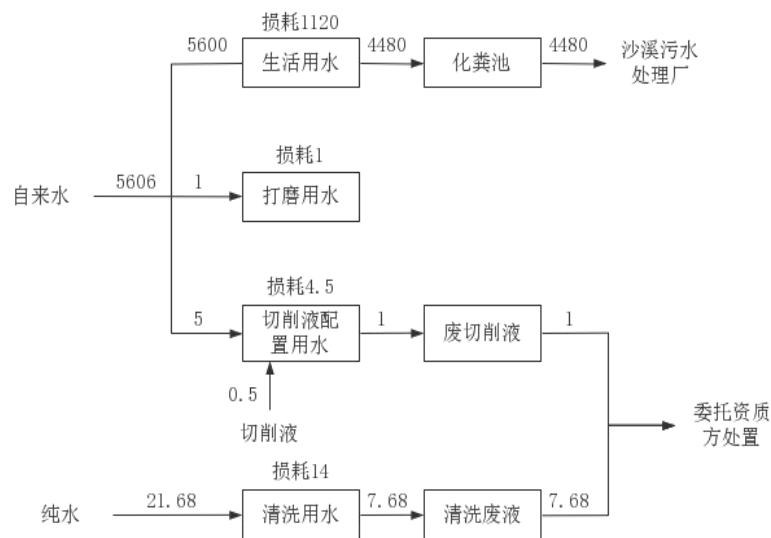 损耗1120
5600
生活用水
4480
化粪池
4480
沙溪污水
处理厂
损耗1
自来水
5606
1
打磨用水
损耗4.5
5
切削液配
置用水
1
废切削液
1
0.5
切削液
委托资质
方处置
损耗14
纯水
21.68
清洗用水
7.68
清洗废液
7.68